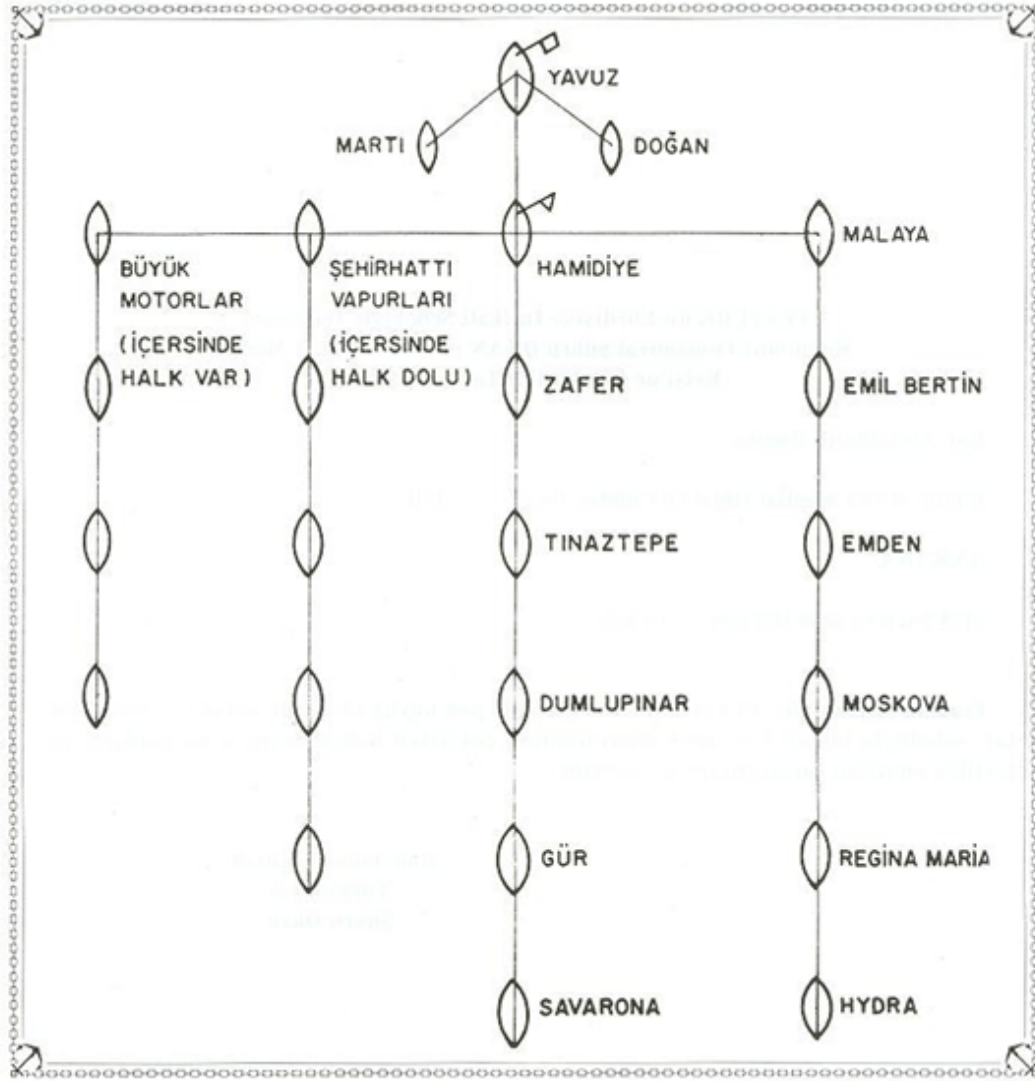 YAVUZ
MARTI
DOĞAN
BÜYÜK
MOTORLAR
(İÇERSİNDE
HALK VAR)
ŞEHİRHATTI
VAPURLARI
(İÇERSİNDE
HALK DOLU)
HAMİDİYE
MALAYA
ZAFER
EMİL BERTİN
TINAZTEPE
EMDEN
DUMLUPINAR
MOSKOVA
GÜR
REGİNA MARİA
SAVARONA
HYDRA